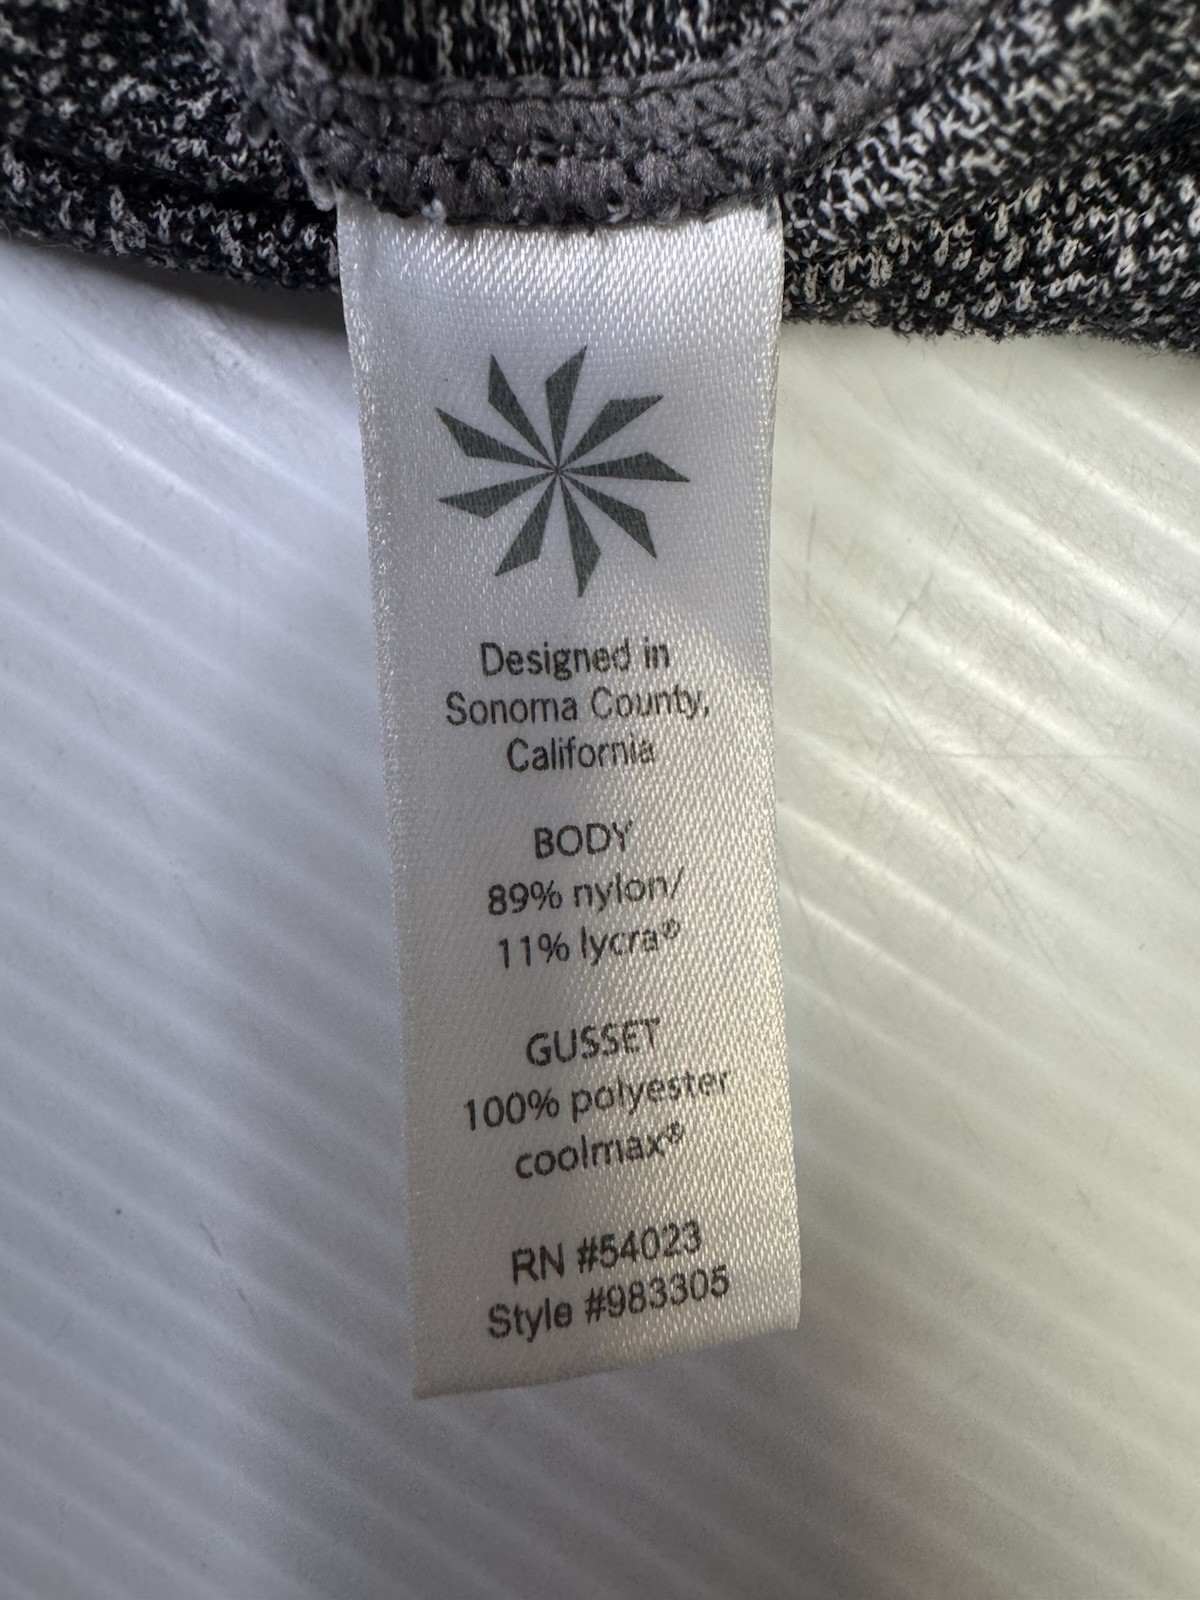 Designed in
Sonoma County,
California
BODY
89% nylon/
11% lycra®
GUSSET
100% polyester
coolmax®
RN #54023
Style #983305